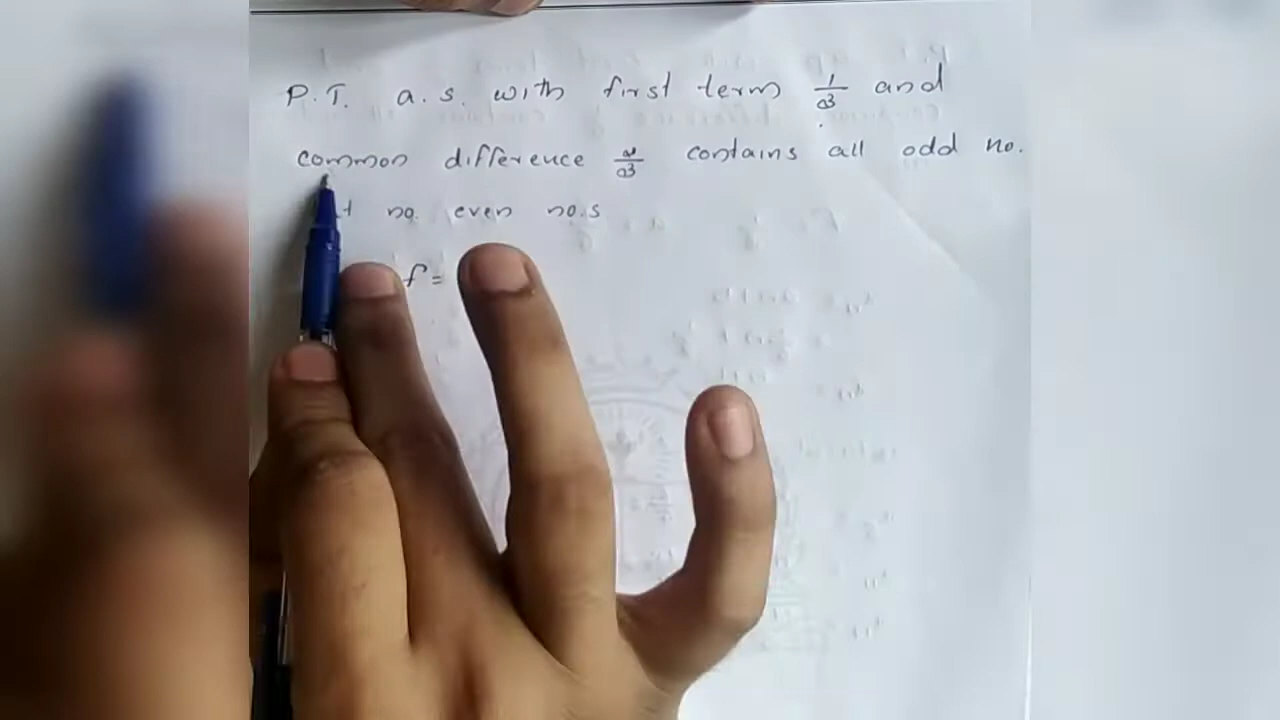 P.T. a.s. with first term 1/3 and
common difference 2/3 contains all odd no.
no even no.s
f=